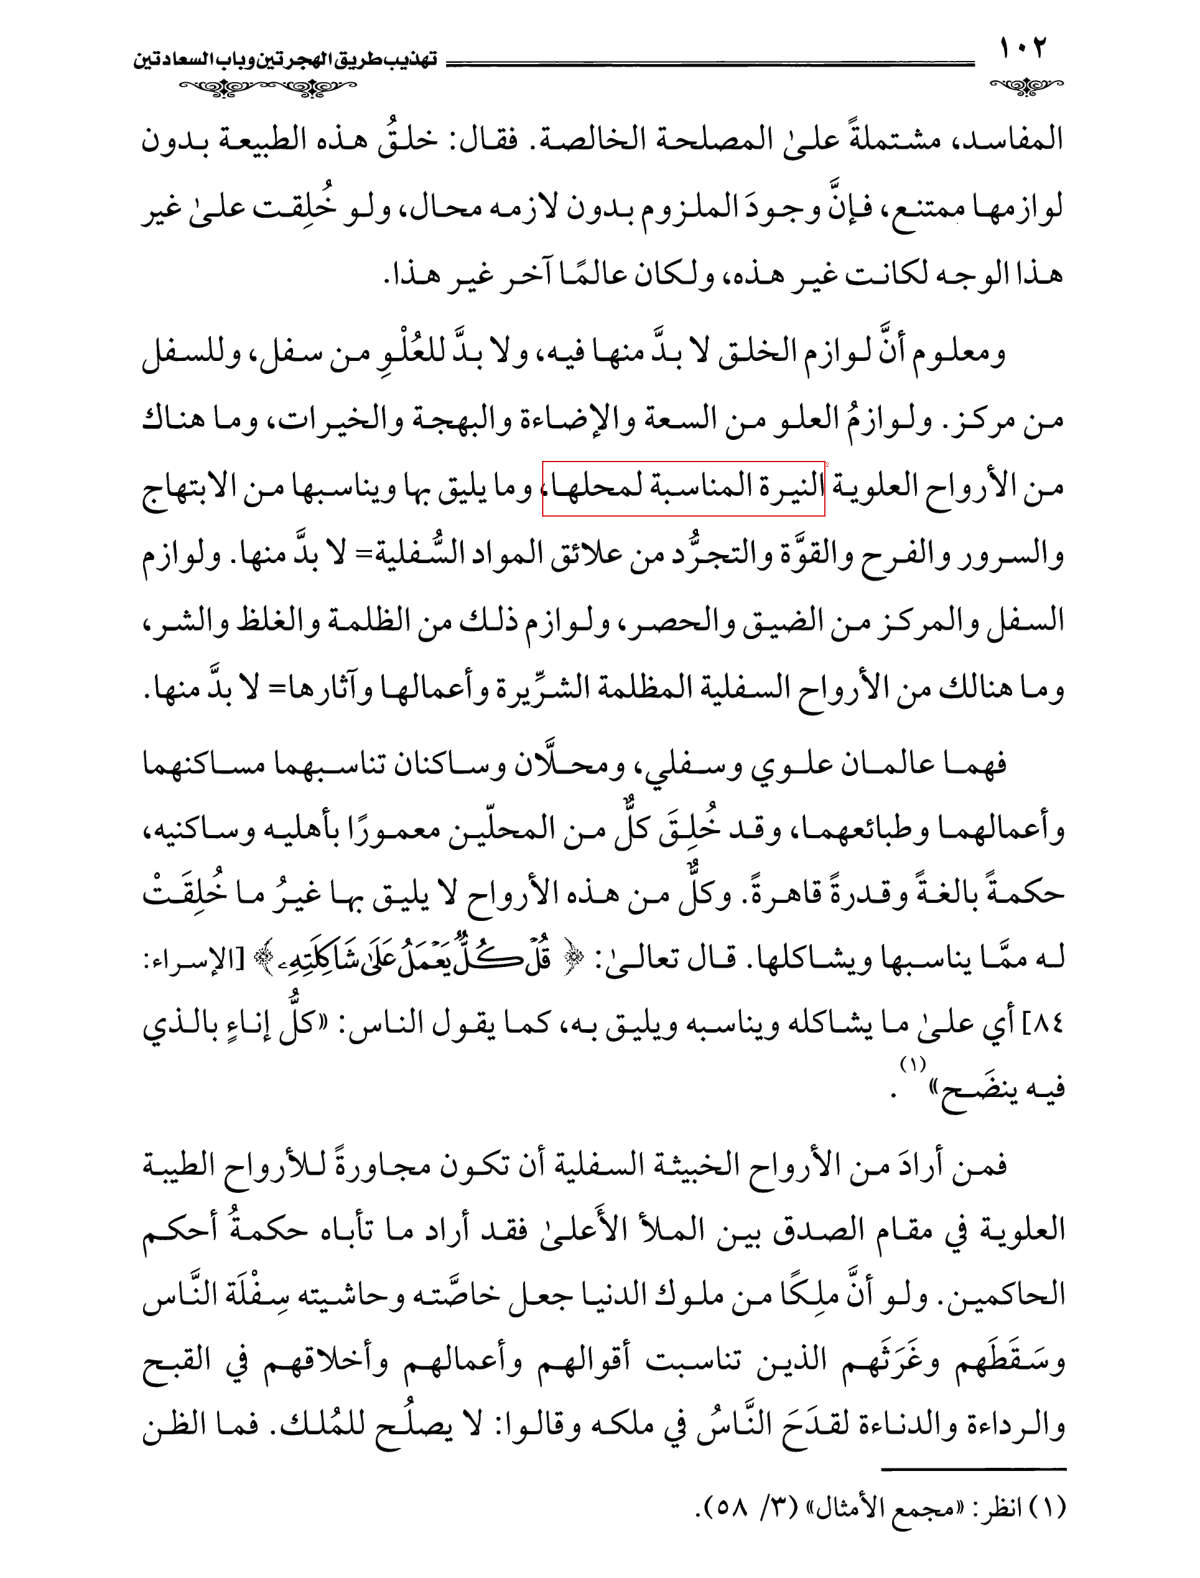 ١٠٢
تهذيب طريق الهجرتين وباب السعادتين
المفاسد، مشتملةً علىٰ المصلحة الخالصة. فقال: خلقُ هذه الطبيعة بدون
لوازمها ممتنع، فإنَّ وجودَ الملزوم بدون لازمه محال، ولو خُلِقت علىٰ غير
هذا الوجه لكانت غير هذه، ولكان عالمًا آخر غير هذا.
ومعلوم أنَّ لوازم الخلق لا بدَّ منها فيه، ولا بدَّ للعُلْوِ من سفل، وللسفل
من مركز. ولوازمُ العلو من السعة والإضاءة والبهجة والخيرات، وما هناك
من الأرواح العلوية النيرة المناسبة لمحلها، وما يليق بها ويناسبها من الابتهاج
والسرور والفرح والقوَّة والتجرُّد من علائق المواد السُّفلية= لا بدَّ منها. ولوازم
السفل والمركز من الضيق والحصر، ولوازم ذلك من الظلمة والغلظ والشر،
وما هنالك من الأرواح السفلية المظلمة الشرِّيرة وأعمالها وآثارها= لا بدَّ منها.
فهما عالمان علوي وسفلي، ومحلَّان وساكنان تناسبهما مساكنهما
وأعمالهما وطبائعهما، وقد خُلِقَ كلٌّ من المحلّين معمورًا بأهليه وساكنيه،
حكمةً بالغةً وقدرةً قاهرةً. وكلٌّ من هذه الأرواح لا يليق بها غيرُ ما خُلِقَتْ
له ممَّا يناسبها ويشاكلها. قال تعالىٰ: ﴿قُلۡ كُلّٞ يَعۡمَلُ عَلَىٰ شَاكِلَتِهِۦ﴾ [الإسراء:
٨٤] أي علىٰ ما يشاكله ويناسبه ويليق به، كما يقول الناس: «كلُّ إناءٍ بالذي
فيه ينضَح»(١).
فمن أرادَ من الأرواح الخبيثة السفلية أن تكون مجاورةً للأرواح الطيبة
العلوية في مقام الصدق بين الملأ الأَعلىٰ فقد أراد ما تأباه حكمةُ أحكم
الحاكمين. ولو أنَّ ملِكًا من ملوك الدنيا جعل خاصَّته وحاشيته سِفْلَة النَّاس
وسَقَطَهم وغَرَثَهم الذين تناسبت أقوالهم وأعمالهم وأخلاقهم في القبح
والرداءة والدناءة لقدَحَ النَّاسُ في ملكه وقالوا: لا يصلُح للمُلك. فما الظن
(١) انظر: «مجمع الأمثال» (٣/ ٥٨).